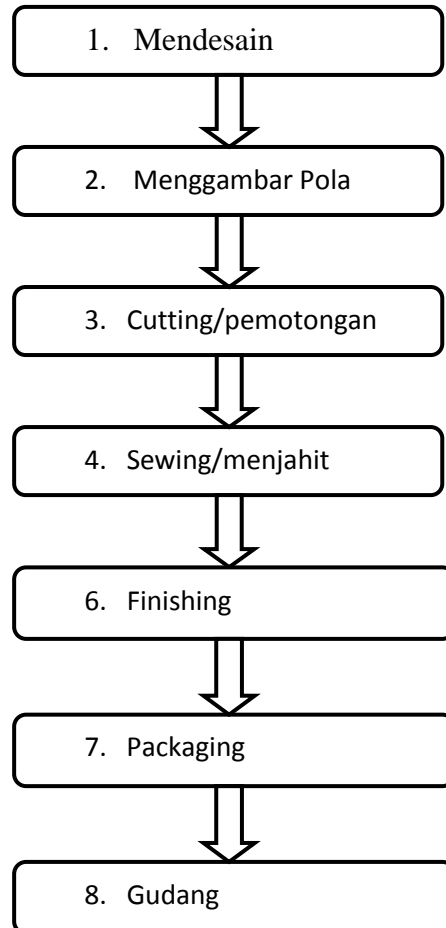 1. Mendesain
2. Menggambar Pola
3. Cutting/pemotongan
4. Sewing/menjahit
6. Finishing
7. Packaging
8. Gudang